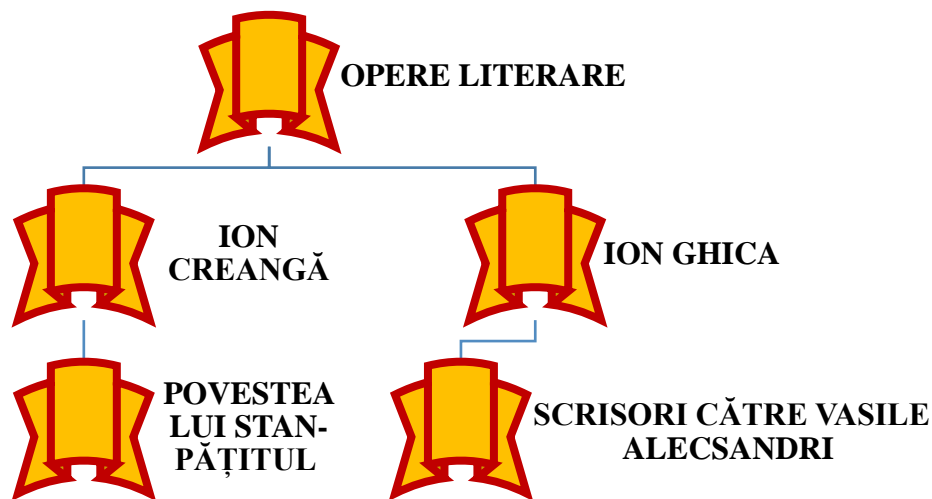 OPERE LITERARE
ION
CREANGĂ
ION GHICA
POVESTEA
LUI STAN-
PĂȚITUL
SCRISORI CĂTRE VASILE
ALECSANDRI